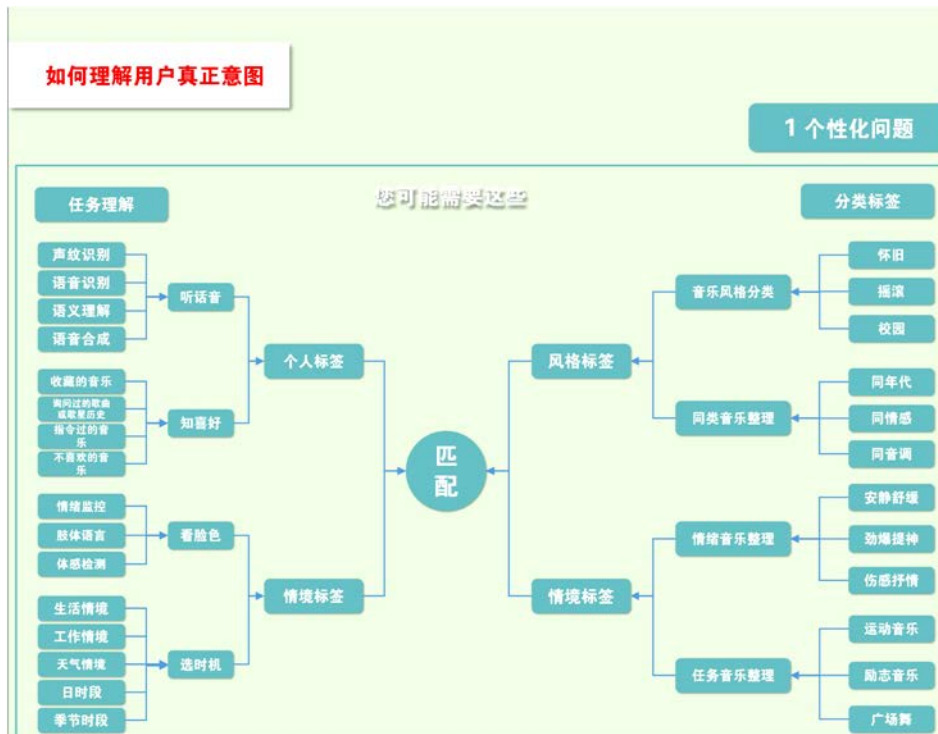 如何理解用户真正意图
1 个性化问题
任务理解
您可能需要这些
分类标签
声纹识别
语音识别
语义理解
语音合成
听话音
收藏的音乐
询问过的歌曲
或歌星历史
指令过的音
乐
不喜欢的音
乐
知喜好
个人标签
情绪监控
肢体语言
体感检测
看脸色
生活情境
工作情境
天气情境
日时段
季节时段
选时机
情境标签
匹
配
风格标签
音乐风格分类
怀旧
摇滚
校园
同类音乐整理
同年代
同情感
同音调
情境标签
情绪音乐整理
安静舒缓
劲爆提神
伤感抒情
任务音乐整理
运动音乐
励志音乐
广场舞